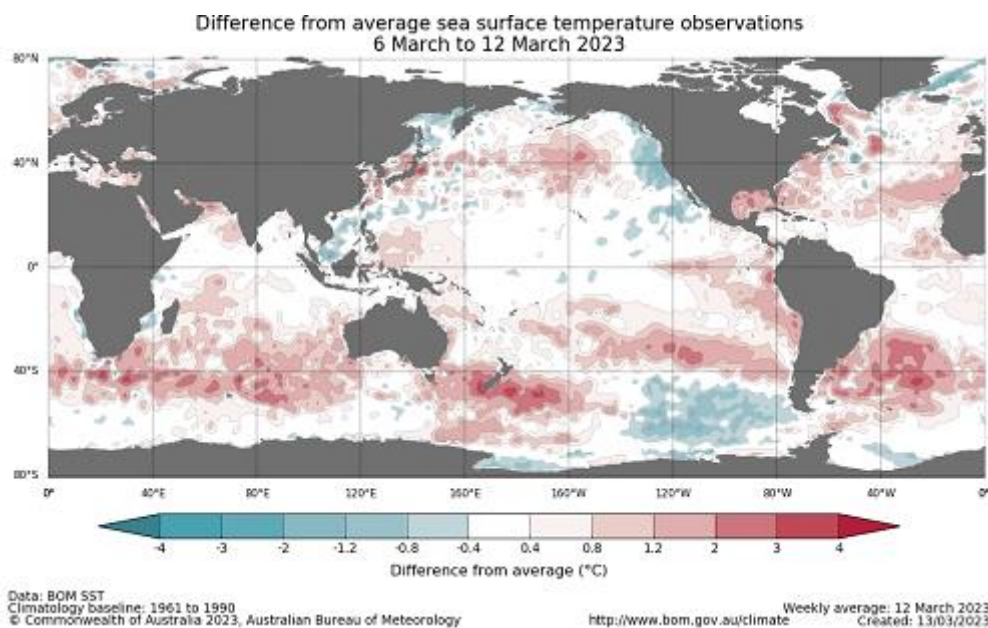 Difference from average sea surface temperature observations
6 March to 12 March 2023
80°N
40°N
0°
40°S
80°S
0° 40°E 80°E 120°E 160°E 160°W 120°W 80°W 40°W 0°
-4 -3 -2 -1.2 -0.8 -0.4 0.4 0.8 1.2 2 3 4
Difference from average (°C)
Data: BOM SST
Climatology baseline: 1961 to 1990
© Commonwealth of Australia 2023, Australian Bureau of Meteorology
http://www.bom.gov.au/climate
Weekly average: 12 March 2023
Created: 13/03/2023